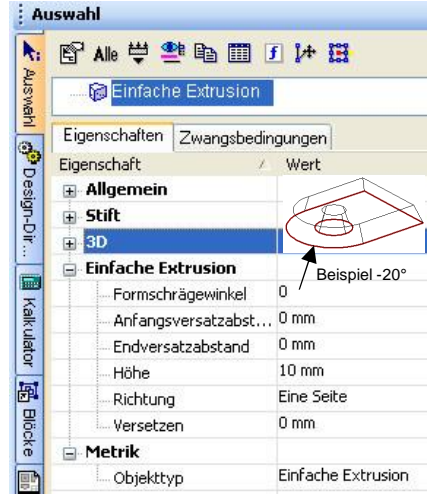 Auswahl
Alle
Einfache Extrusion
Eigenschaften Zwangsbedingungen
Eigenschaft Wert
Allgemein
Stift
3D
Einfache Extrusion
Beispiel -20°
Formschrägewinkel 0
Anfangsversatzabst... 0 mm
Endversatzabstand 0 mm
Höhe 10 mm
Richtung Eine Seite
Versetzen 0 mm
Metrik
Objekttyp Einfache Extrusion
Auswahl
Design-Dir...
Kalkulator
Blöcke